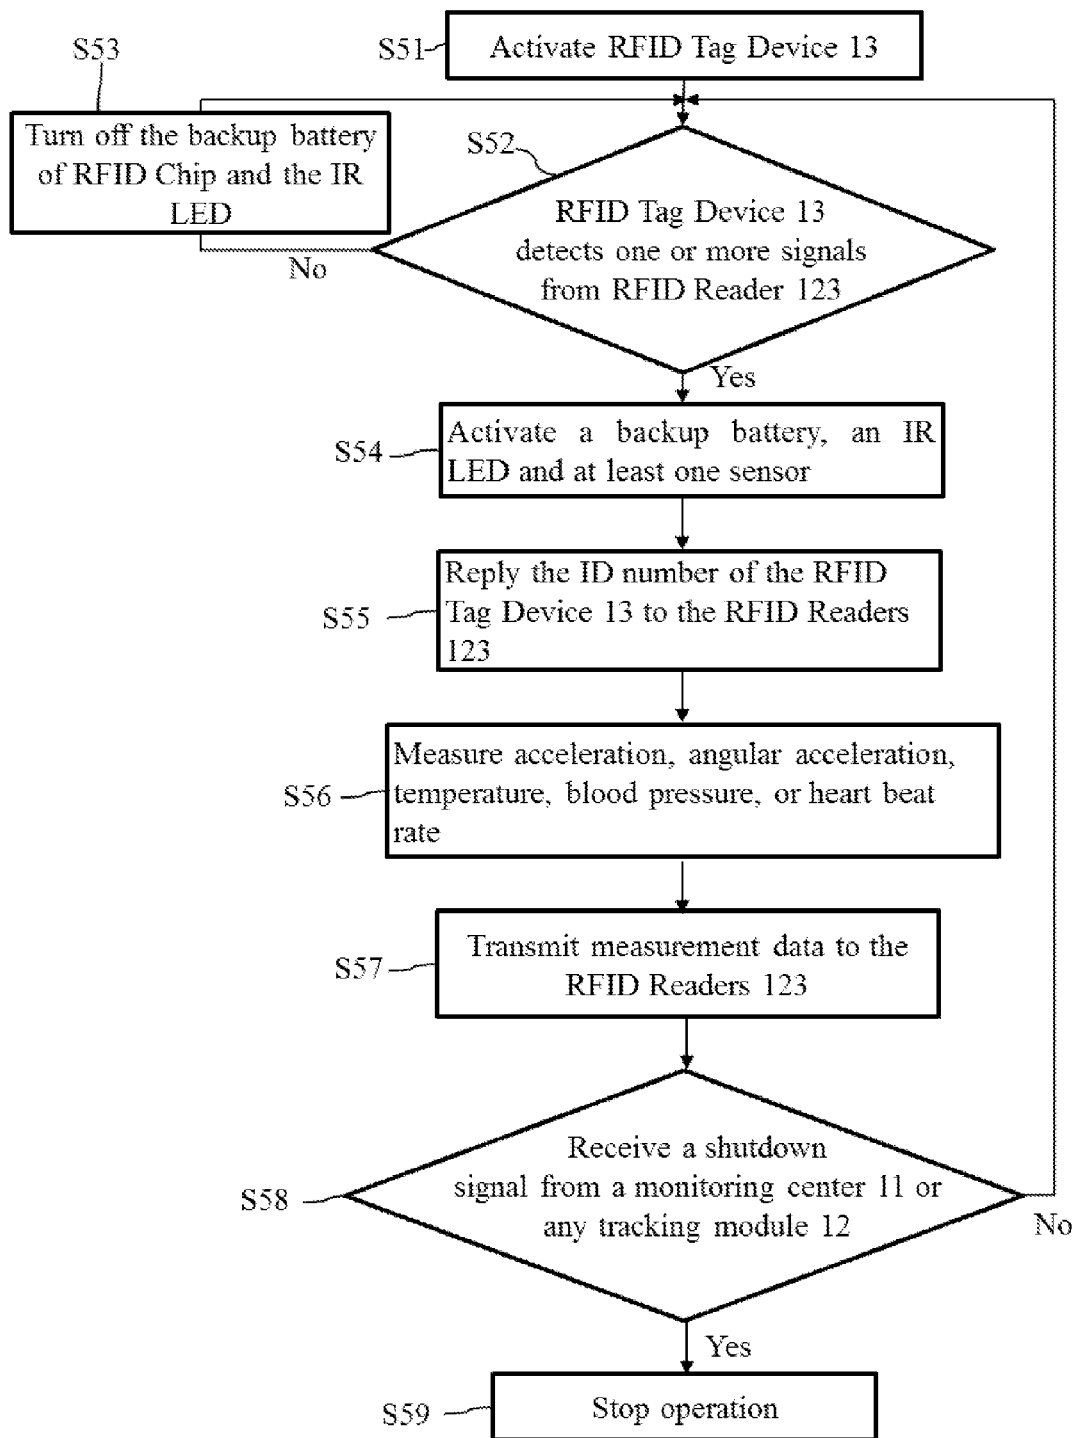 S51
Activate RFID Tag Device 13
S53
Turn off the backup battery
of RFID Chip and the IR
LED
S52
RFID Tag Device 13
detects one or more signals
from RFID Reader 123
No
Yes
S54
Activate a backup battery, an IR
LED and at least one sensor
S55
Reply the ID number of the RFID
Tag Device 13 to the RFID Readers
123
S56
Measure acceleration, angular acceleration,
temperature, blood pressure, or heart beat
rate
S57
Transmit measurement data to the
RFID Readers 123
S58
Receive a shutdown
signal from a monitoring center 11 or
any tracking module 12
No
Yes
S59
Stop operation